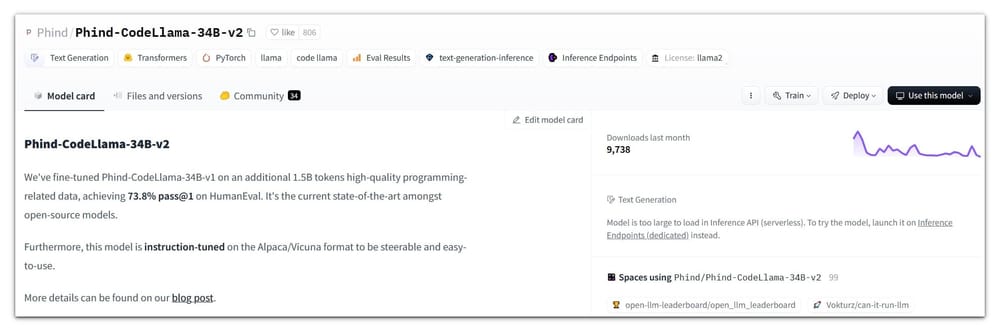 P Phind/Phind-CodeLlama-34B-v2 like 806
Text Generation Transformers PyTorch llama code llama Eval Results text-generation-inference Inference Endpoints License: llama2
Model card Files and versions Community 34 Train Deploy Use this model
Edit model card
Phind-CodeLlama-34B-v2
We've fine-tuned Phind-CodeLlama-34B-v1 on an additional 1.5B tokens high-quality programming-
related data, achieving 73.8% pass@1 on HumanEval. It's the current state-of-the-art amongst
open-source models.
Furthermore, this model is instruction-tuned on the Alpaca/Vicuna format to be steerable and easy-
to-use.
More details can be found on our blog post.
Downloads last month
9,738
Text Generation
Model is too large to load in Inference API (serverless). To try the model, launch it on Inference
Endpoints (dedicated) instead.
Spaces using Phind/Phind-CodeLlama-34B-v2 99
open-llm-leaderboard/open_llm_leaderboard Vokturz/can-it-run-llm